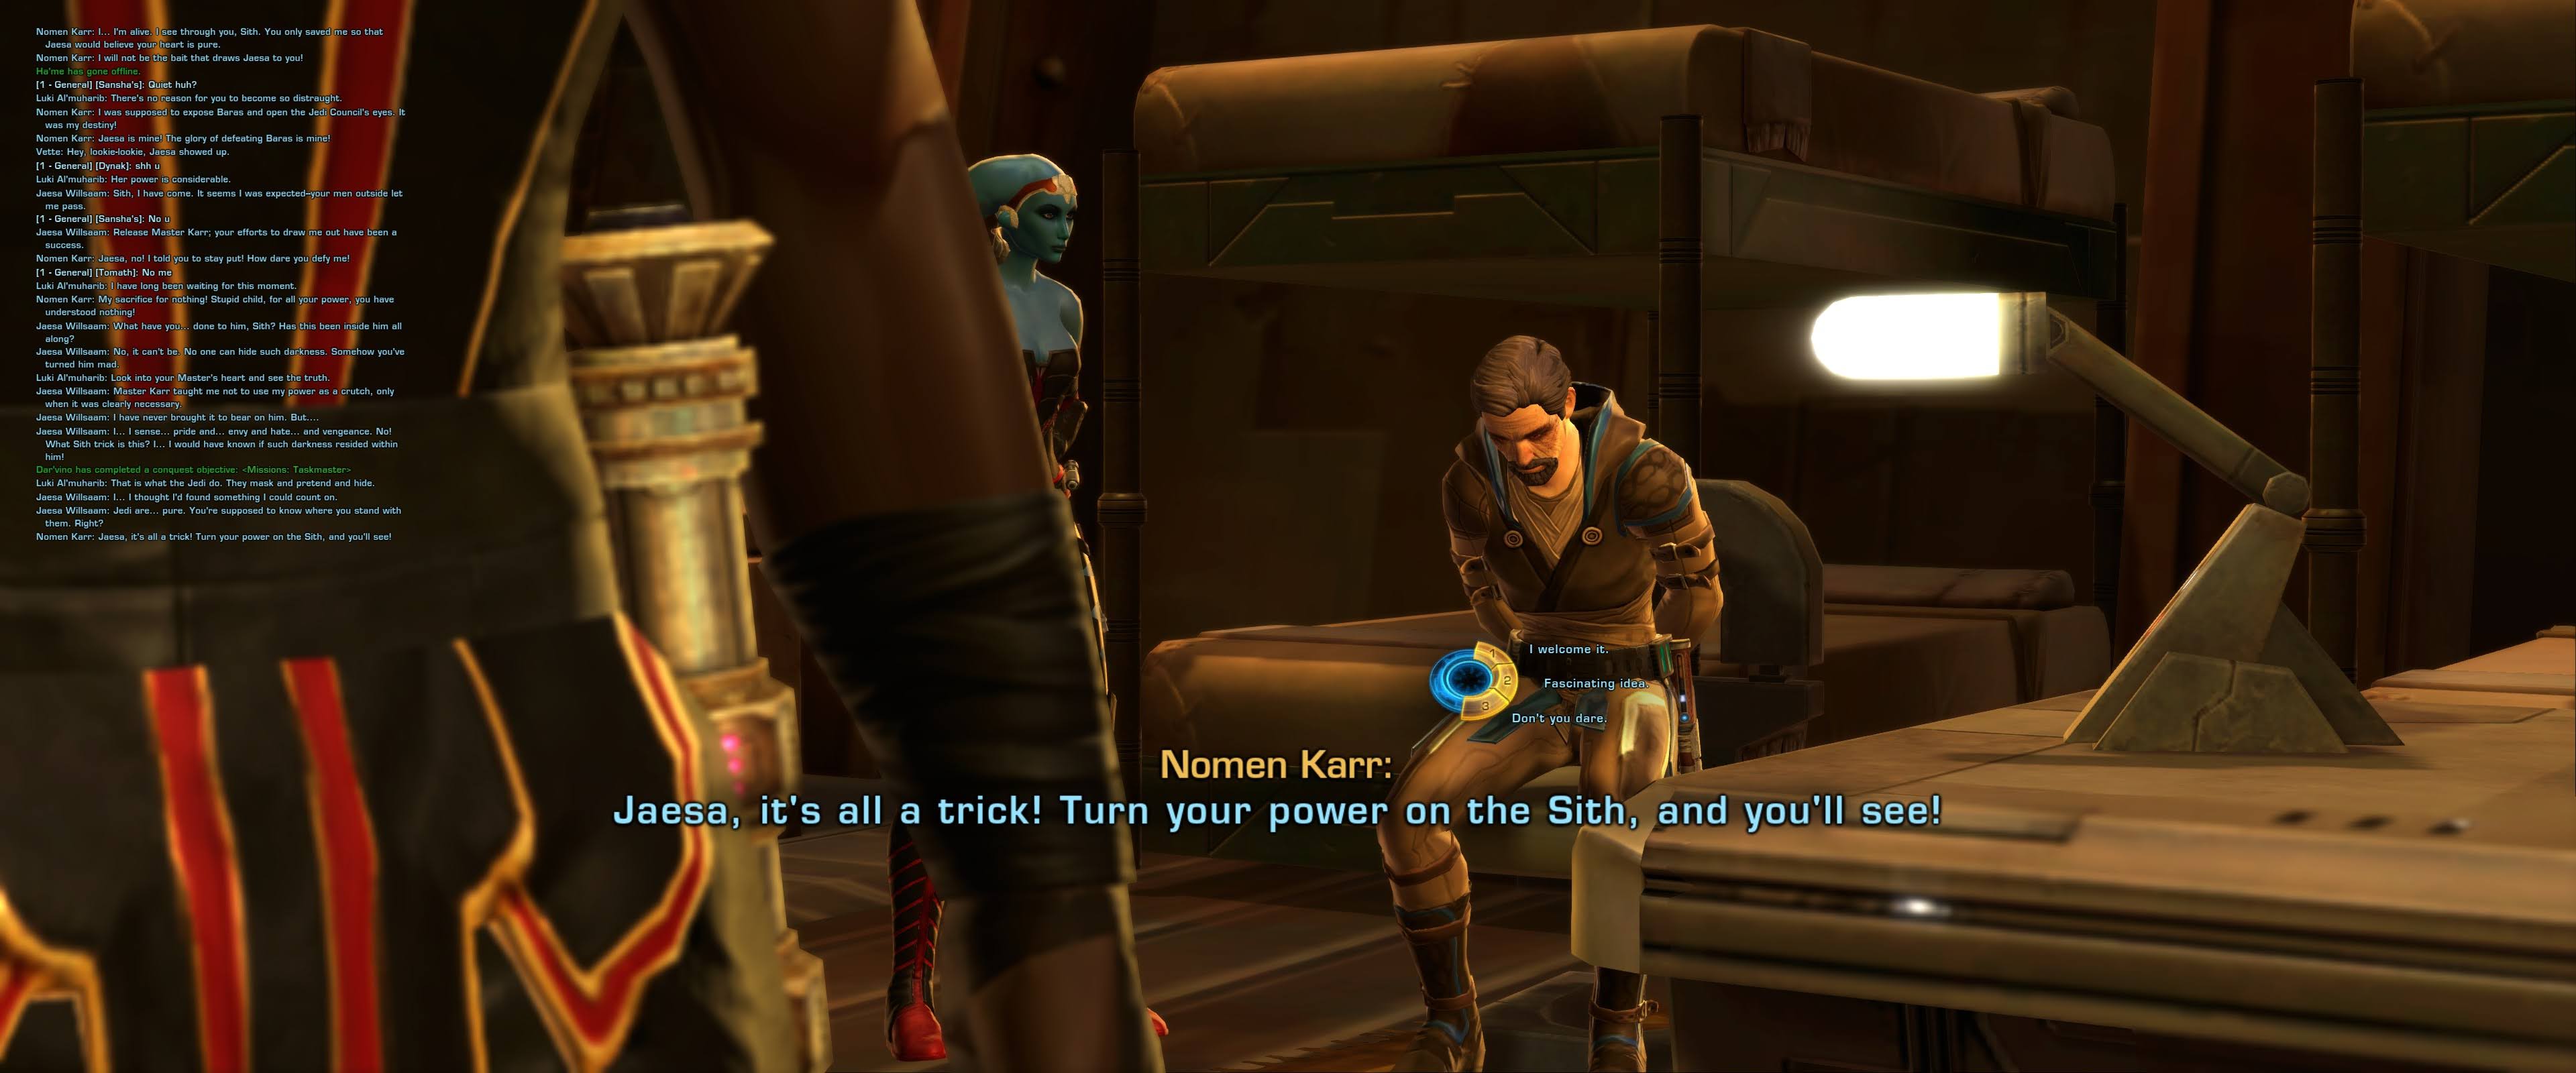 Nomen Karr: I... I'm alive. I see through you, Sith. You only saved me so that
Jaesa would believe your heart is pure.
Nomen Karr: I will not be the bait that draws Jaesa to you!
Ha'me has gone offline.
[1 - General] [Sansha's]: Quiet huh?
Luki Al'muharib: There's no reason for you to become so distraught.
Nomen Karr: I was supposed to expose Baras and open the Jedi Council's eyes. It
was my destiny!
Nomen Karr: Jaesa is mine! The glory of defeating Baras is mine!
Vette: Hey, lookie-lookie, Jaesa showed up.
[1 - General] [Dynak]: shh u
Luki Al'muharib: Her power is considerable.
Jaesa Willsaam: Sith, I have come. It seems I was expected–your men outside let
me pass.
[1 - General] [Sansha's]: No u
Jaesa Willsaam: Release Master Karr; your efforts to draw me out have been a
success.
Nomen Karr: Jaesa, no! I told you to stay put! How dare you defy me!
[1 - General] [Tomath]: No me
Luki Al'muharib: I have long been waiting for this moment.
Nomen Karr: My sacrifice for nothing! Stupid child, for all your power, you have
understood nothing!
Jaesa Willsaam: What have you... done to him, Sith? Has this been inside him all
along?
Jaesa Willsaam: No, it can't be. No one can hide such darkness. Somehow you've
turned him mad.
Luki Al'muharib: Look into your Master's heart and see the truth.
Jaesa Willsaam: Master Karr taught me not to use my power as a crutch, only
when it was clearly necessary.
Jaesa Willsaam: I have never brought it to bear on him. But....
Jaesa Willsaam: I... I sense... pride and... envy and hate... and vengeance. No!
What Sith trick is this? I... I would have known if such darkness resided within
him!
Dar'vino has completed a conquest objective: <Missions: Taskmaster>
Luki Al'muharib: That is what the Jedi do. They mask and pretend and hide.
Jaesa Willsaam: I... I thought I'd found something I could count on.
Jaesa Willsaam: Jedi are... pure. You're supposed to know where you stand with
them. Right?
Nomen Karr: Jaesa, it's all a trick! Turn your power on the Sith, and you'll see!
1 I welcome it.
2 Fascinating idea.
3 Don't you dare.
Nomen Karr:
Jaesa, it's all a trick! Turn your power on the Sith, and you'll see!